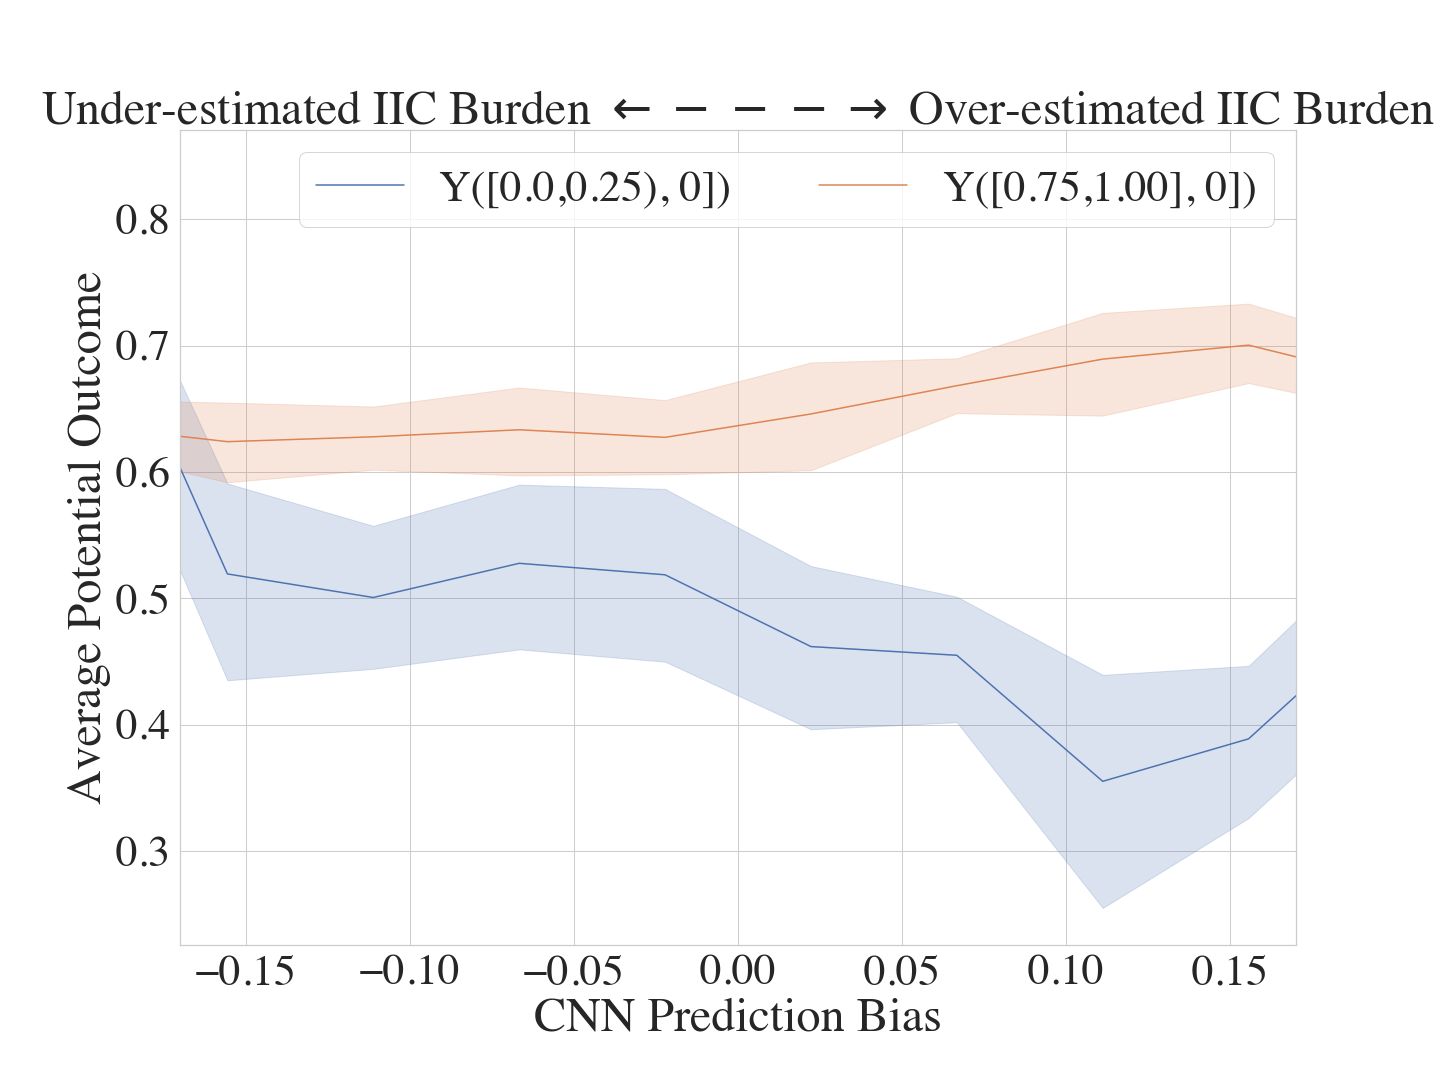 Under-estimated IIC Burden ← − − − → Over-estimated IIC Burden
Y([0.0,0.25), 0]) Y([0.75,1.00], 0])
0.8
0.7
0.6
0.5
0.4
0.3
Average Potential Outcome
−0.15 −0.10 −0.05 0.00 0.05 0.10 0.15
CNN Prediction Bias